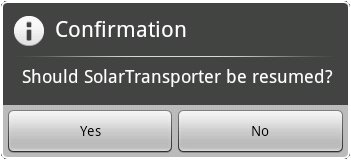 Confirmation
Should SolarTransporter be resumed?
Yes
No